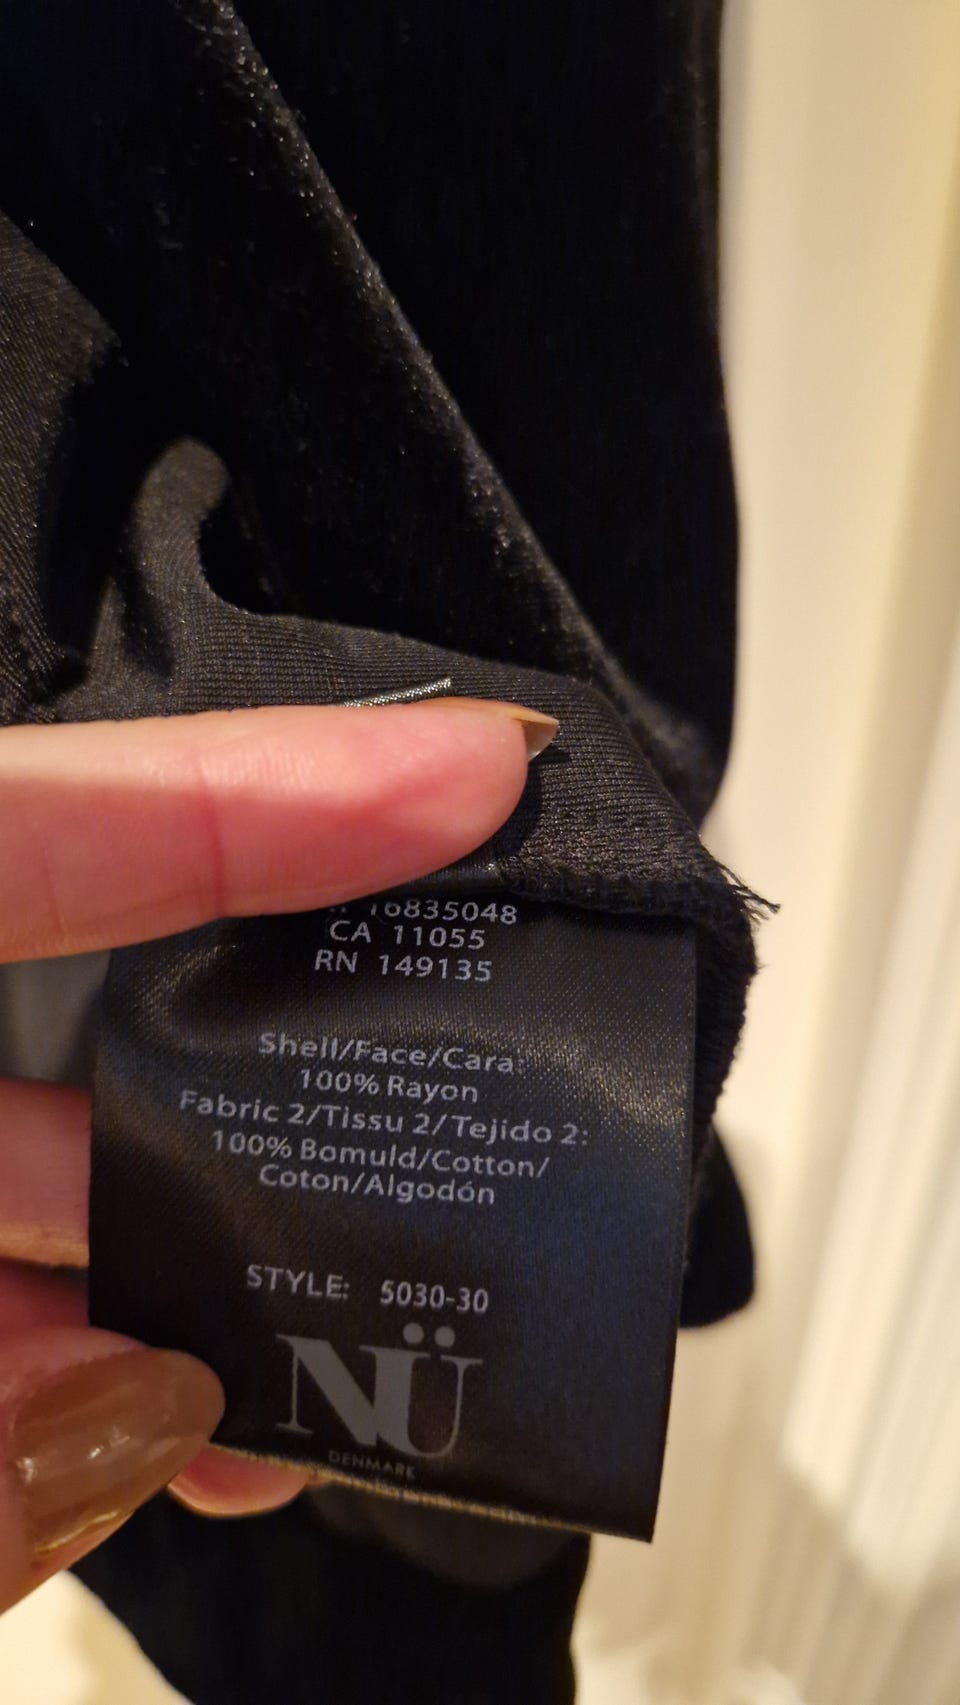 16835048
CA 11055
RN 149135
Shell/Face/Cara:
100% Rayon
Fabric 2/Tissu 2/Tejido 2:
100% Bomuld/Cotton/
Coton/Algodón
STYLE: 5030-30
NÜ
DENMARK